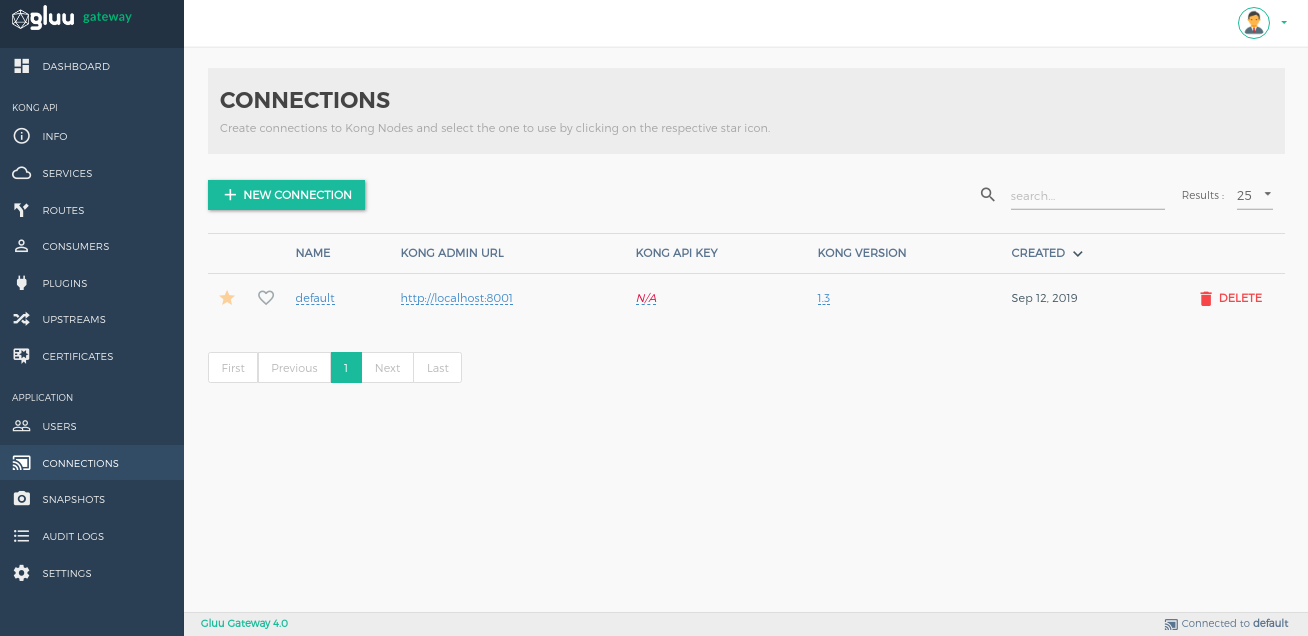 gluu gateway
DASHBOARD
KONG API
INFO
SERVICES
ROUTES
CONSUMERS
PLUGINS
UPSTREAMS
CERTIFICATES
APPLICATION
USERS
CONNECTIONS
SNAPSHOTS
AUDIT LOGS
SETTINGS
CONNECTIONS
Create connections to Kong Nodes and select the one to use by clicking on the respective star icon.
NEW CONNECTION
search...
Results :
25
NAME KONG ADMIN URL KONG API KEY KONG VERSION CREATED
default http://localhost:8001 N/A 1.3 Sep 12, 2019 DELETE
First Previous 1 Next Last
Gluu Gateway 4.0
Connected to default